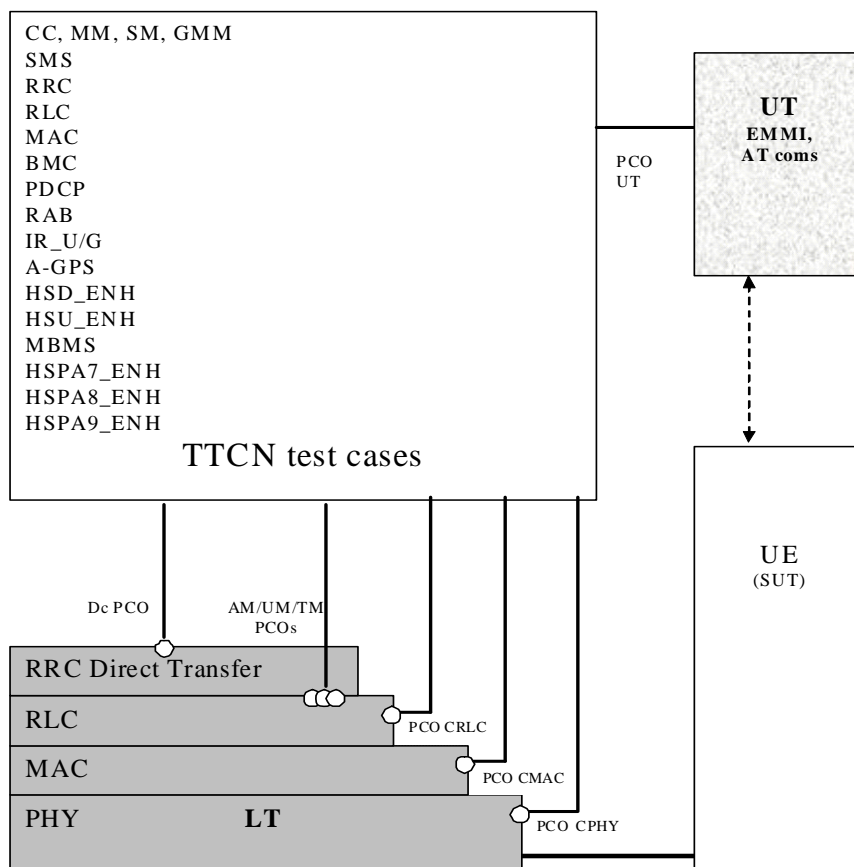 CC, MM, SM, GMM
SMS
RRC
RLC
MAC
BMC
PDCP
RAB
IR_U/G
A-GPS
HSD_ENH
HSU_ENH
MBMS
HSPA7_ENH
HSPA8_ENH
HSPA9_ENH
TTCN test cases
PCO
UT
UT
EMMI,
AT coms
UE
(SUT)
Dc PCO
AM/UM/TM
PCOs
RRC Direct Transfer
RLC
PCO CRLC
MAC
PCO CMAC
PHY LT
PCO CPHY